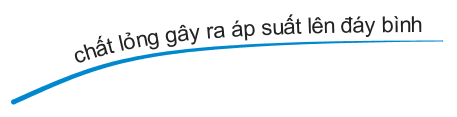 chất lỏng gây ra áp suất lên đáy bình